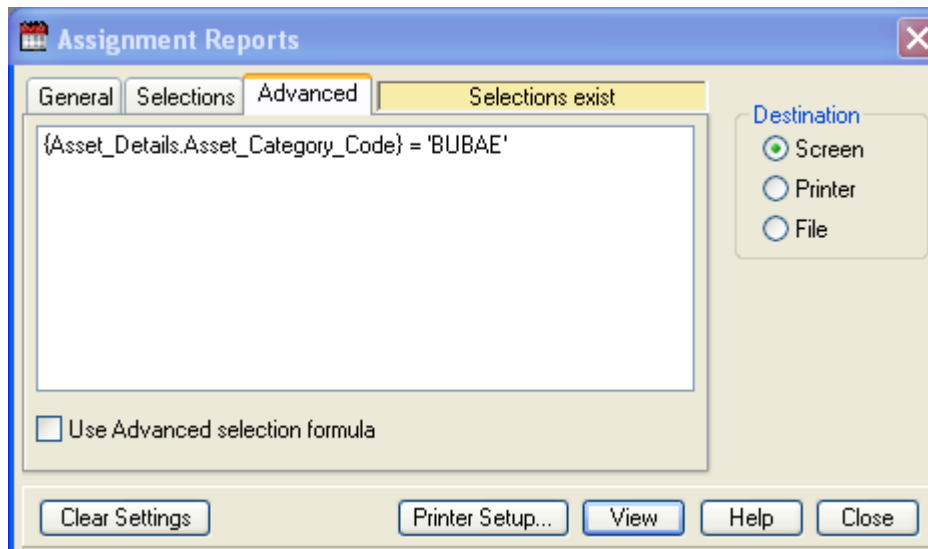 Assignment Reports
General Selections Advanced Selections exist
{Asset_Details.Asset_Category_Code} = 'BUBAE'
Use Advanced selection formula
Destination
Screen
Printer
File
Clear Settings Printer Setup... View Help Close